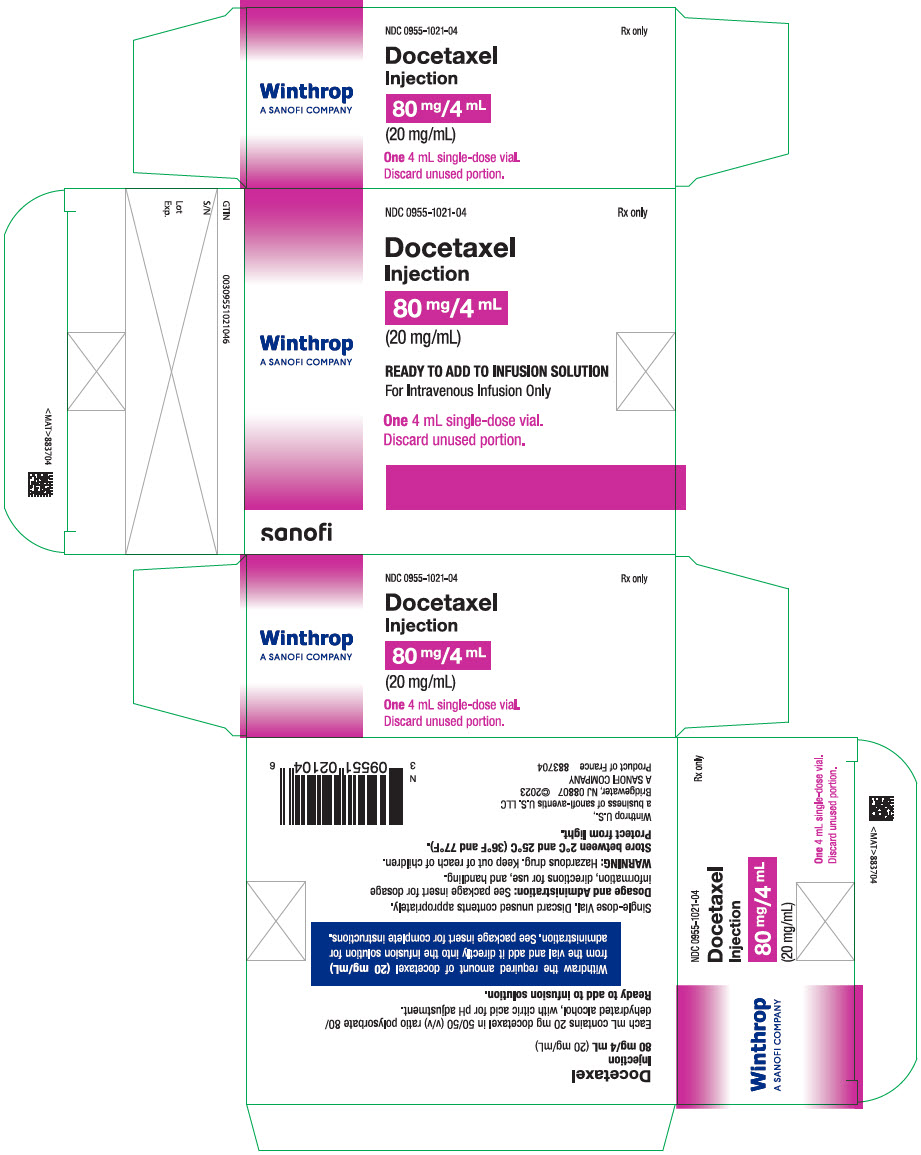 NDC 0955-1021-04
Rx only
Docetaxel
Injection
80 mg/4 mL
(20 mg/mL)
One 4 mL single-dose vial.
Discard unused portion.
Winthrop
A SANOFI COMPANY
GTIN 00309551021046
S/N
Lot
Exp.
<MAT>883704
NDC 0955-1021-04
Rx only
Docetaxel
Injection
80 mg/4 mL
(20 mg/mL)
READY TO ADD TO INFUSION SOLUTION
For Intravenous Infusion Only
One 4 mL single-dose vial.
Discard unused portion.
Winthrop
A SANOFI COMPANY
sanofi
NDC 0955-1021-04
Rx only
Docetaxel
Injection
80 mg/4 mL
(20 mg/mL)
One 4 mL single-dose vial.
Discard unused portion.
Winthrop
A SANOFI COMPANY
Docetaxel
Injection
80 mg/4 mL (20 mg/mL)
Each mL contains 20 mg docetaxel in 50/50 (v/v) ratio polysorbate 80/
dehydrated alcohol, with citric acid for pH adjustment.
Ready to add to infusion solution.
Withdraw the required amount of docetaxel (20 mg/mL)
from the vial and add it directly into the infusion solution for
administration. See package insert for complete instructions.
Single-dose Vial. Discard unused contents appropriately.
Dosage and Administration: See package insert for dosage
information, directions for use, and handling.
WARNING: Hazardous drug. Keep out of reach of children.
Store between 2°C and 25°C (36°F and 77°F).
Protect from light.
Winthrop U.S.,
a business of sanofi-aventis U.S. LLC
Bridgewater, NJ 08807 ©2023
A SANOFI COMPANY
Product of France 883704
N
3 09551 02104 6
NDC 0955-1021-04
Rx only
Docetaxel
Injection
80 mg/4 mL
(20 mg/mL)
One 4 mL single-dose vial.
Discard unused portion.
Winthrop
A SANOFI COMPANY
<MAT>883704